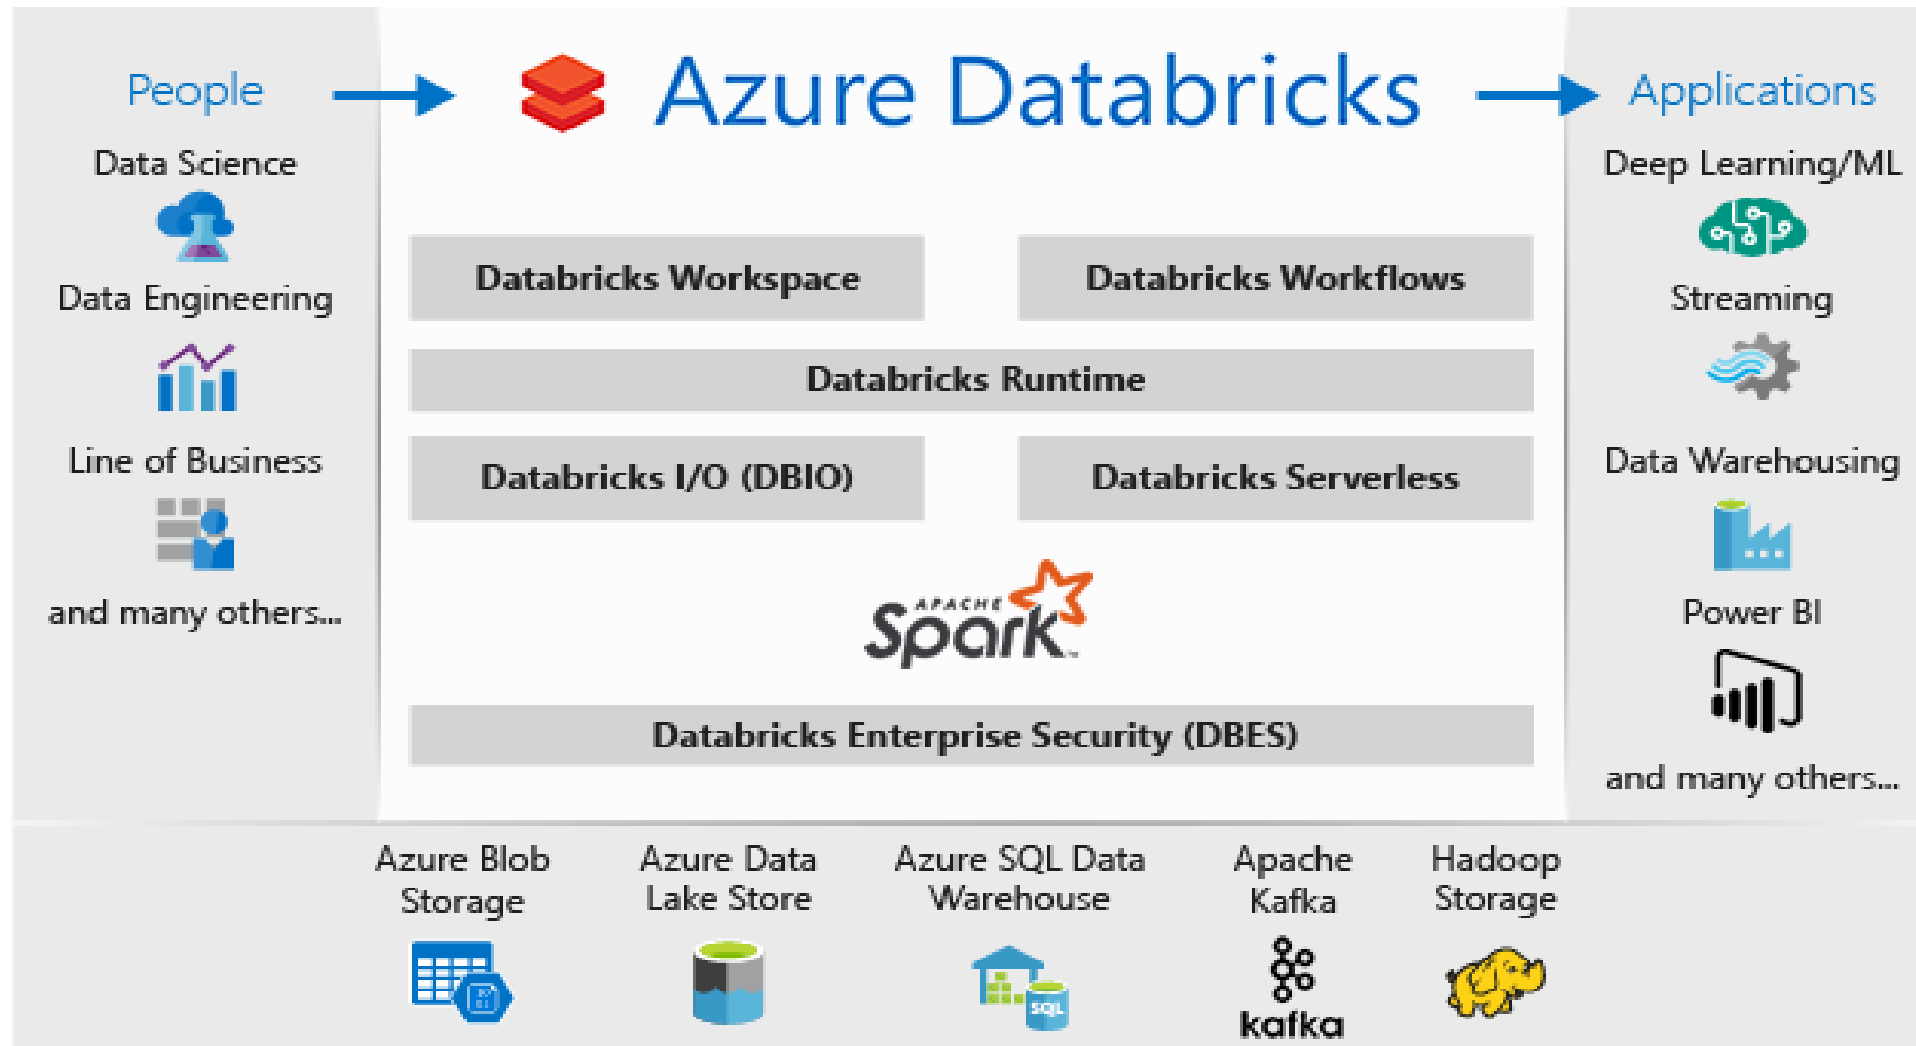 People
Azure Databricks
Applications
Data Science
Data Engineering
Line of Business
and many others...
Databricks Workspace
Databricks Workflows
Databricks Runtime
Databricks I/O (DBIO)
Databricks Serverless
APACHE
Spark™
Databricks Enterprise Security (DBES)
Deep Learning/ML
Streaming
Data Warehousing
Power BI
and many others...
Azure Blob
Storage
Azure Data
Lake Store
Azure SQL Data
Warehouse
SQL
Apache
Kafka
kafka
Hadoop
Storage